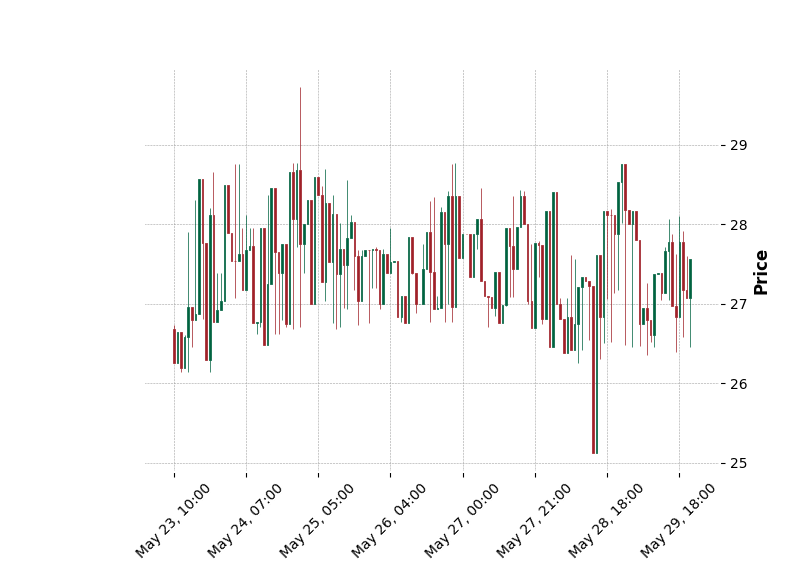 29
28
27
26
25
Price
May 23, 10:00
May 24, 07:00
May 25, 05:00
May 26, 04:00
May 27, 00:00
May 27, 21:00
May 28, 18:00
May 29, 18:00